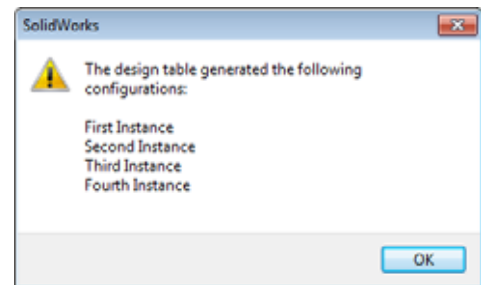 SolidWorks
The design table generated the following
configurations:
First Instance
Second Instance
Third Instance
Fourth Instance
OK